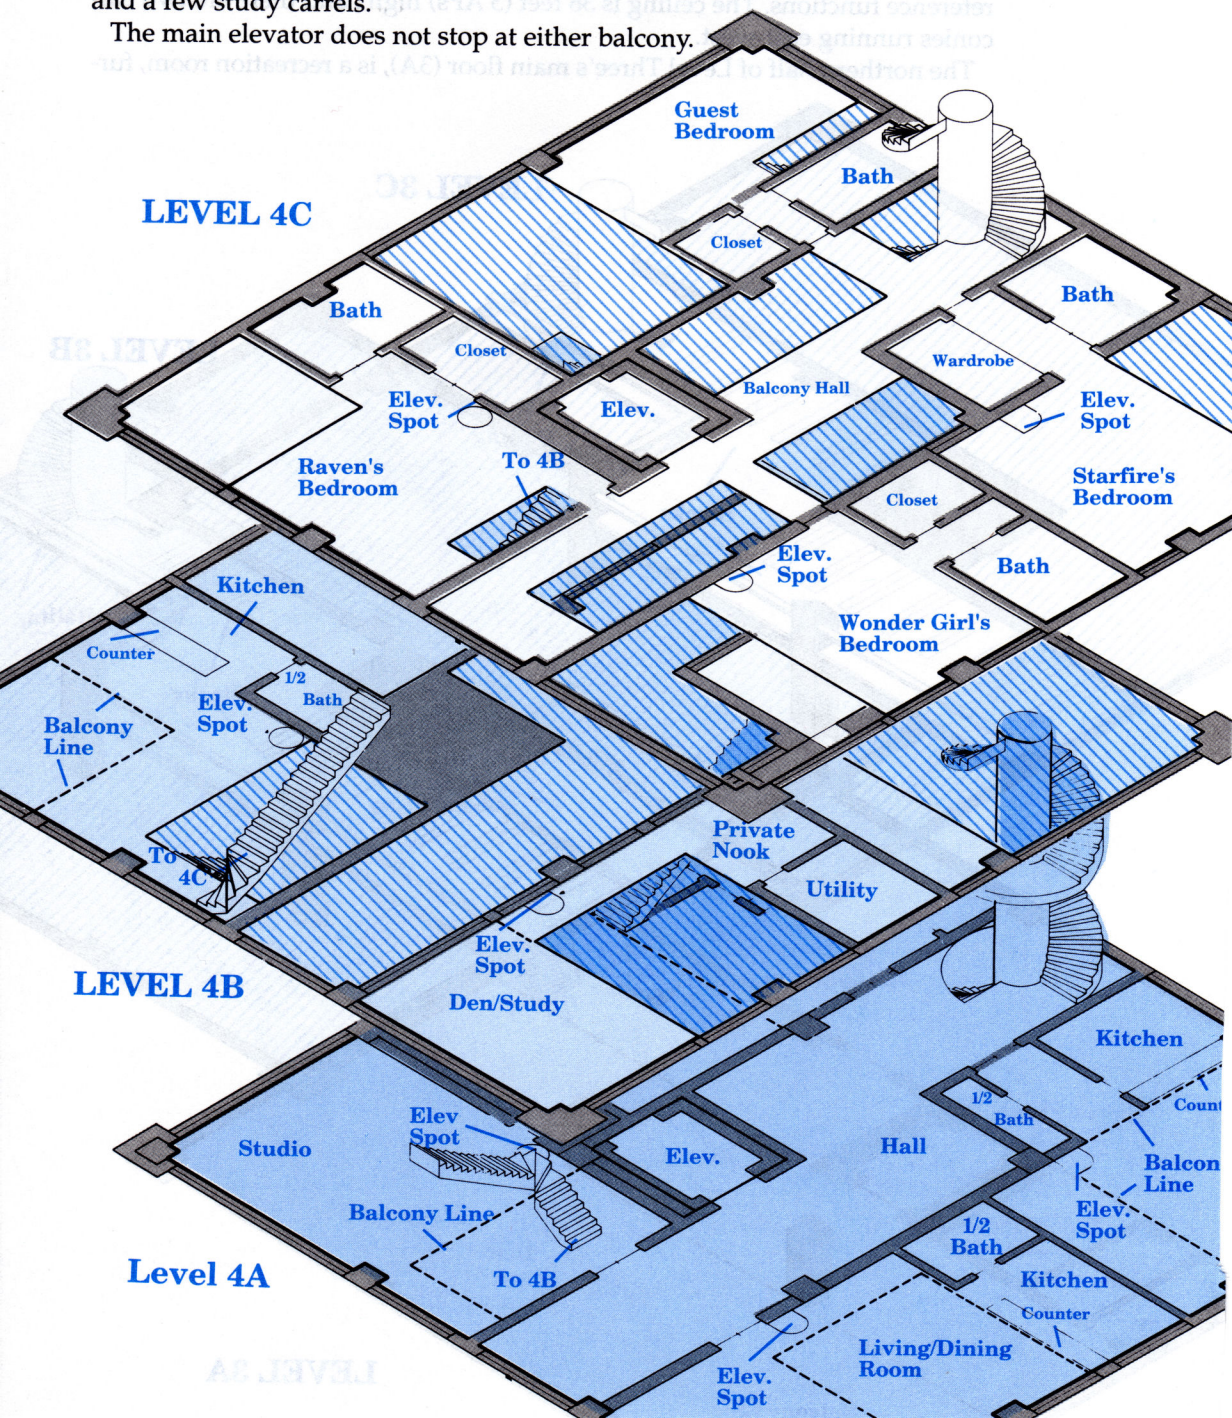 and a few study carrels.
The main elevator does not stop at either balcony.
Guest
Bedroom
Bath
LEVEL 4C
Closet
Bath
Bath
Closet
Wardrobe
Balcony Hall
Elev.
Spot
Elev.
Elev.
Spot
Raven's
Bedroom
To 4B
Starfire's
Bedroom
Closet
Elev.
Spot
Bath
Kitchen
Wonder Girl's
Bedroom
Counter
1/2
Bath
Elev.
Spot
Balcony
Line
Private
Nook
To
4C
Utility
Elev.
Spot
LEVEL 4B
Den/Study
Kitchen
1/2
Bath
Count
Elev
Spot
Studio
Elev.
Hall
Balcon
Line
Balcony Line
Elev.
Spot
1/2
Bath
Level 4A
To 4B
Kitchen
Counter
Living/Dining
Room
Elev.
Spot